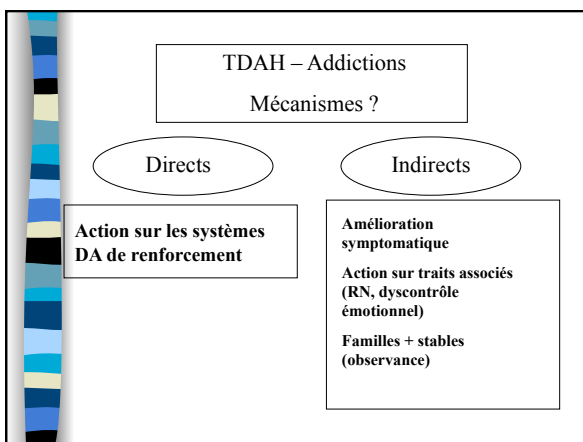 TDAH – Addictions
Mécanismes ?
Directs
Indirects
Action sur les systèmes
DA de renforcement
Amélioration
symptomatique
Action sur traits associés
(RN, dyscontrôle
émotionnel)
Familles + stables
(observance)